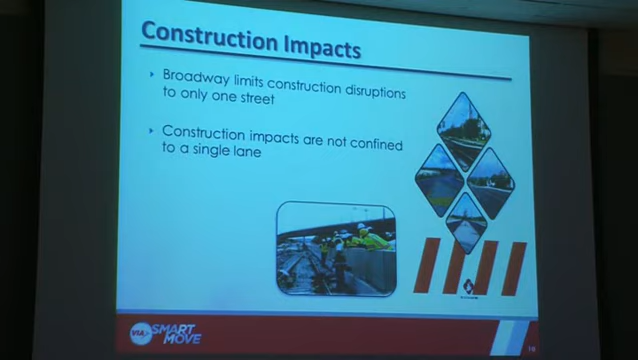 Construction Impacts
Broadway limits construction disruptions
to only one street
Construction impacts are not confined
to a single lane
VIA SMART
MOVE